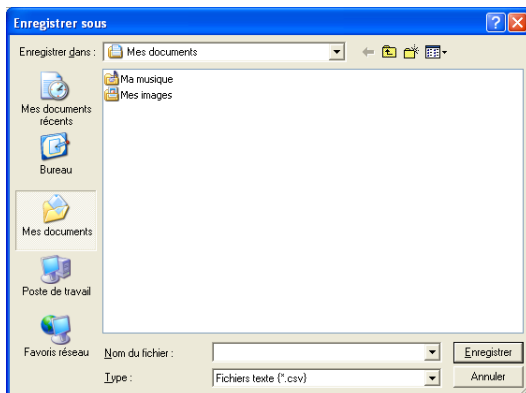 Enregistrer sous
Enregistrer dans :
Mes documents
Ma musique
Mes images
Mes documents
récents
Bureau
Mes documents
Poste de travail
Favoris réseau
Nom du fichier :
Enregistrer
Type :
Fichiers texte (*.csv)
Annuler